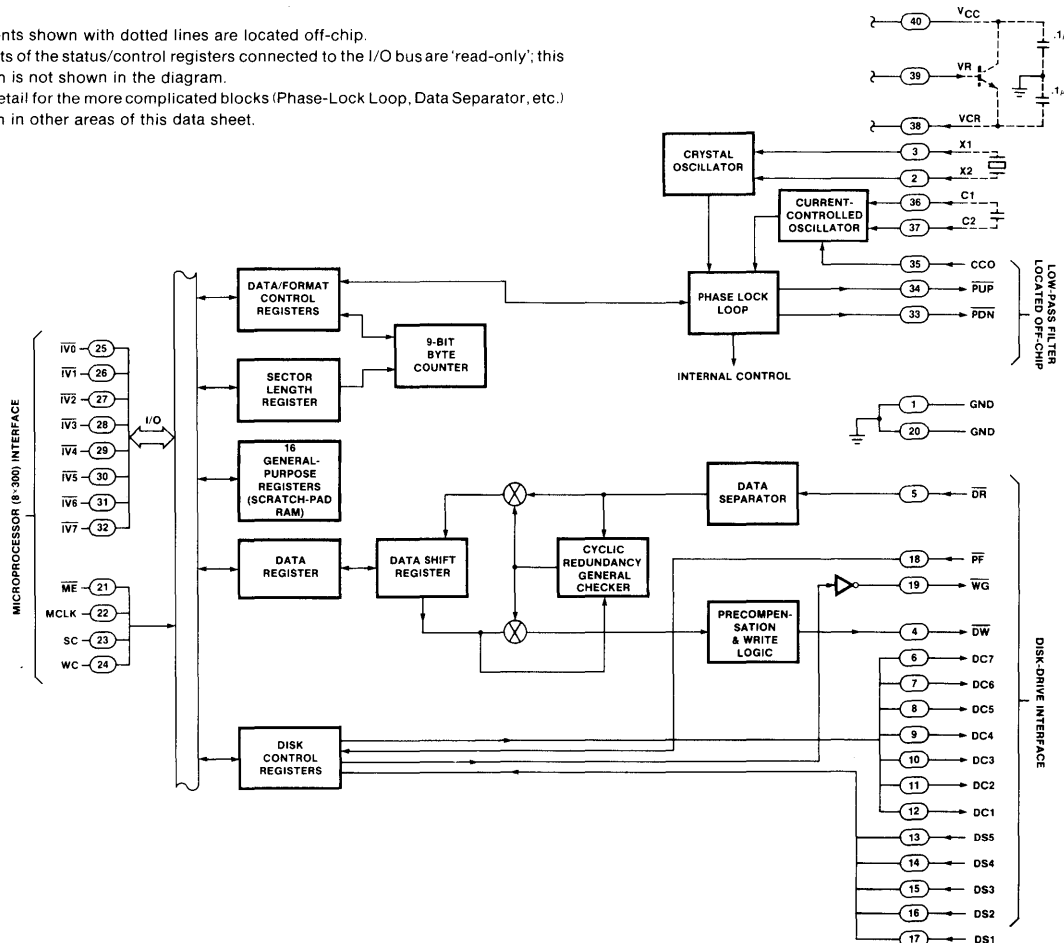 nts shown with dotted lines are located off-chip.
ts of the status/control registers connected to the I/O bus are 'read-only'; this
n is not shown in the diagram.
etail for the more complicated blocks (Phase-Lock Loop, Data Separator, etc.)
n in other areas of this data sheet.
40 VCC
.1μ
39 VR
.1μ
38 VCR
3 X1
2 X2
36 C1
37 C2
35 CCO
34 PUP
33 PDN
LOW-PASS FILTER
LOCATED OFF-CHIP
CRYSTAL
OSCILLATOR
CURRENT-
CONTROLLED
OSCILLATOR
PHASE LOCK
LOOP
INTERNAL CONTROL
DATA/FORMAT
CONTROL
REGISTERS
9-BIT
BYTE
COUNTER
SECTOR
LENGTH
REGISTER
16
GENERAL-
PURPOSE
REGISTERS
(SCRATCH-PAD
RAM)
DATA
REGISTER
DATA SHIFT
REGISTER
CYCLIC
REDUNDANCY
GENERAL
CHECKER
DATA
SEPARATOR
PRECOMPEN-
SATION
& WRITE
LOGIC
DISK
CONTROL
REGISTERS
MICROPROCESSOR (8×300) INTERFACE
IV0 25
IV1 26
IV2 27
IV3 28
IV4 29
IV5 30
IV6 31
IV7 32
I/O
ME 21
MCLK 22
SC 23
WC 24
1 GND
20 GND
5 DR
18 PF
19 WG
4 DW
6 DC7
7 DC6
8 DC5
9 DC4
10 DC3
11 DC2
12 DC1
13 DS5
14 DS4
15 DS3
16 DS2
17 DS1
DISK-DRIVE INTERFACE